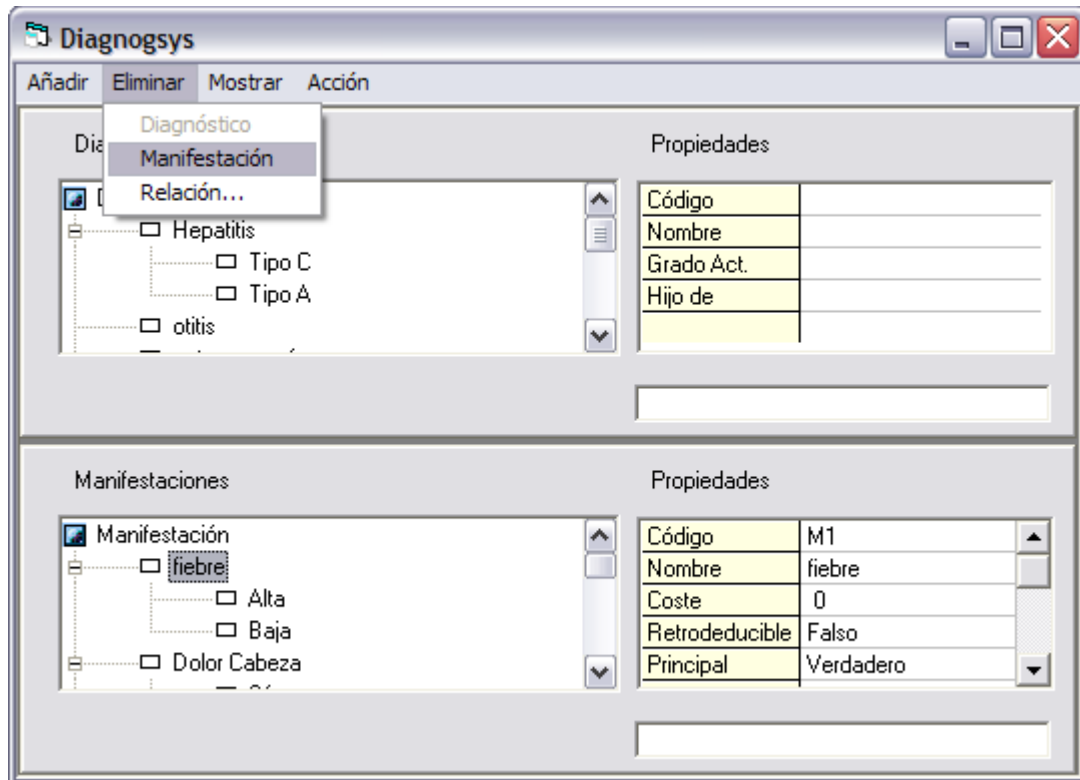 Diagnogsys
Añadir Eliminar Mostrar Acción
Diagnóstico
Manifestación
Relación...
Propiedades
Hepatitis
Tipo C
Tipo A
otitis
Código
Nombre
Grado Act.
Hijo de
Manifestaciones
Propiedades
Manifestación
fiebre
Alta
Baja
Dolor Cabeza
Código M1
Nombre fiebre
Coste 0
Retrodeducible Falso
Principal Verdadero